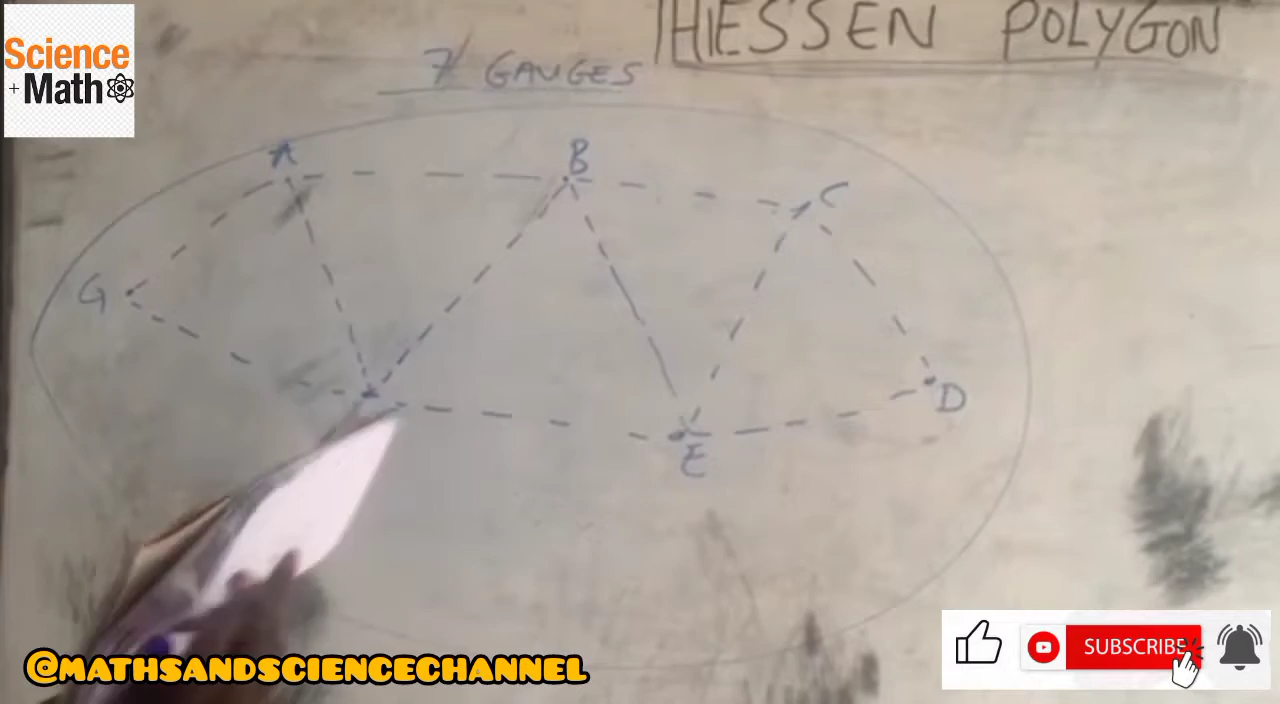 Science
+ Math
THIESSEN POLYGON
7 GAUGES
A
B
C
G
D
E
@MATHSANDSCIENCECHANNEL
SUBSCRIBE